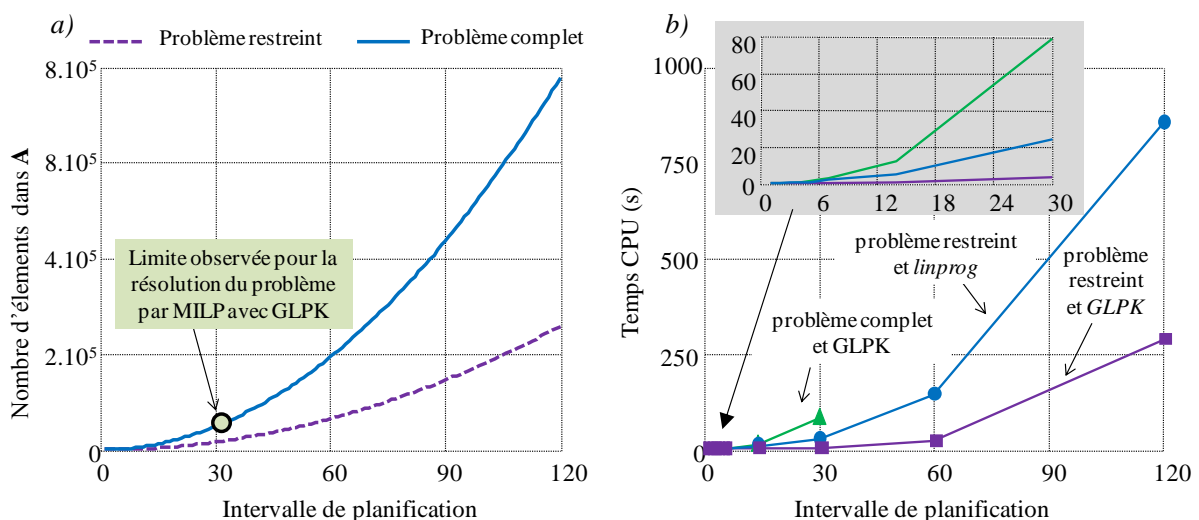 a)
Problème restreint
Problème complet
8.10⁵
8.10⁵
4.10⁵
2.10⁵
0
Nombre d'élements dans A
Limite observée pour la
résolution du problème
par MILP avec GLPK
0 30 60 90 120
Intervalle de planification
b)
1000
750
500
250
0
Temps CPU (s)
80
60
40
20
0
0 6 12 18 24 30
problème restreint
et linprog
problème
restreint
et GLPK
problème complet
et GLPK
0 30 60 90 120
Intervalle de planification